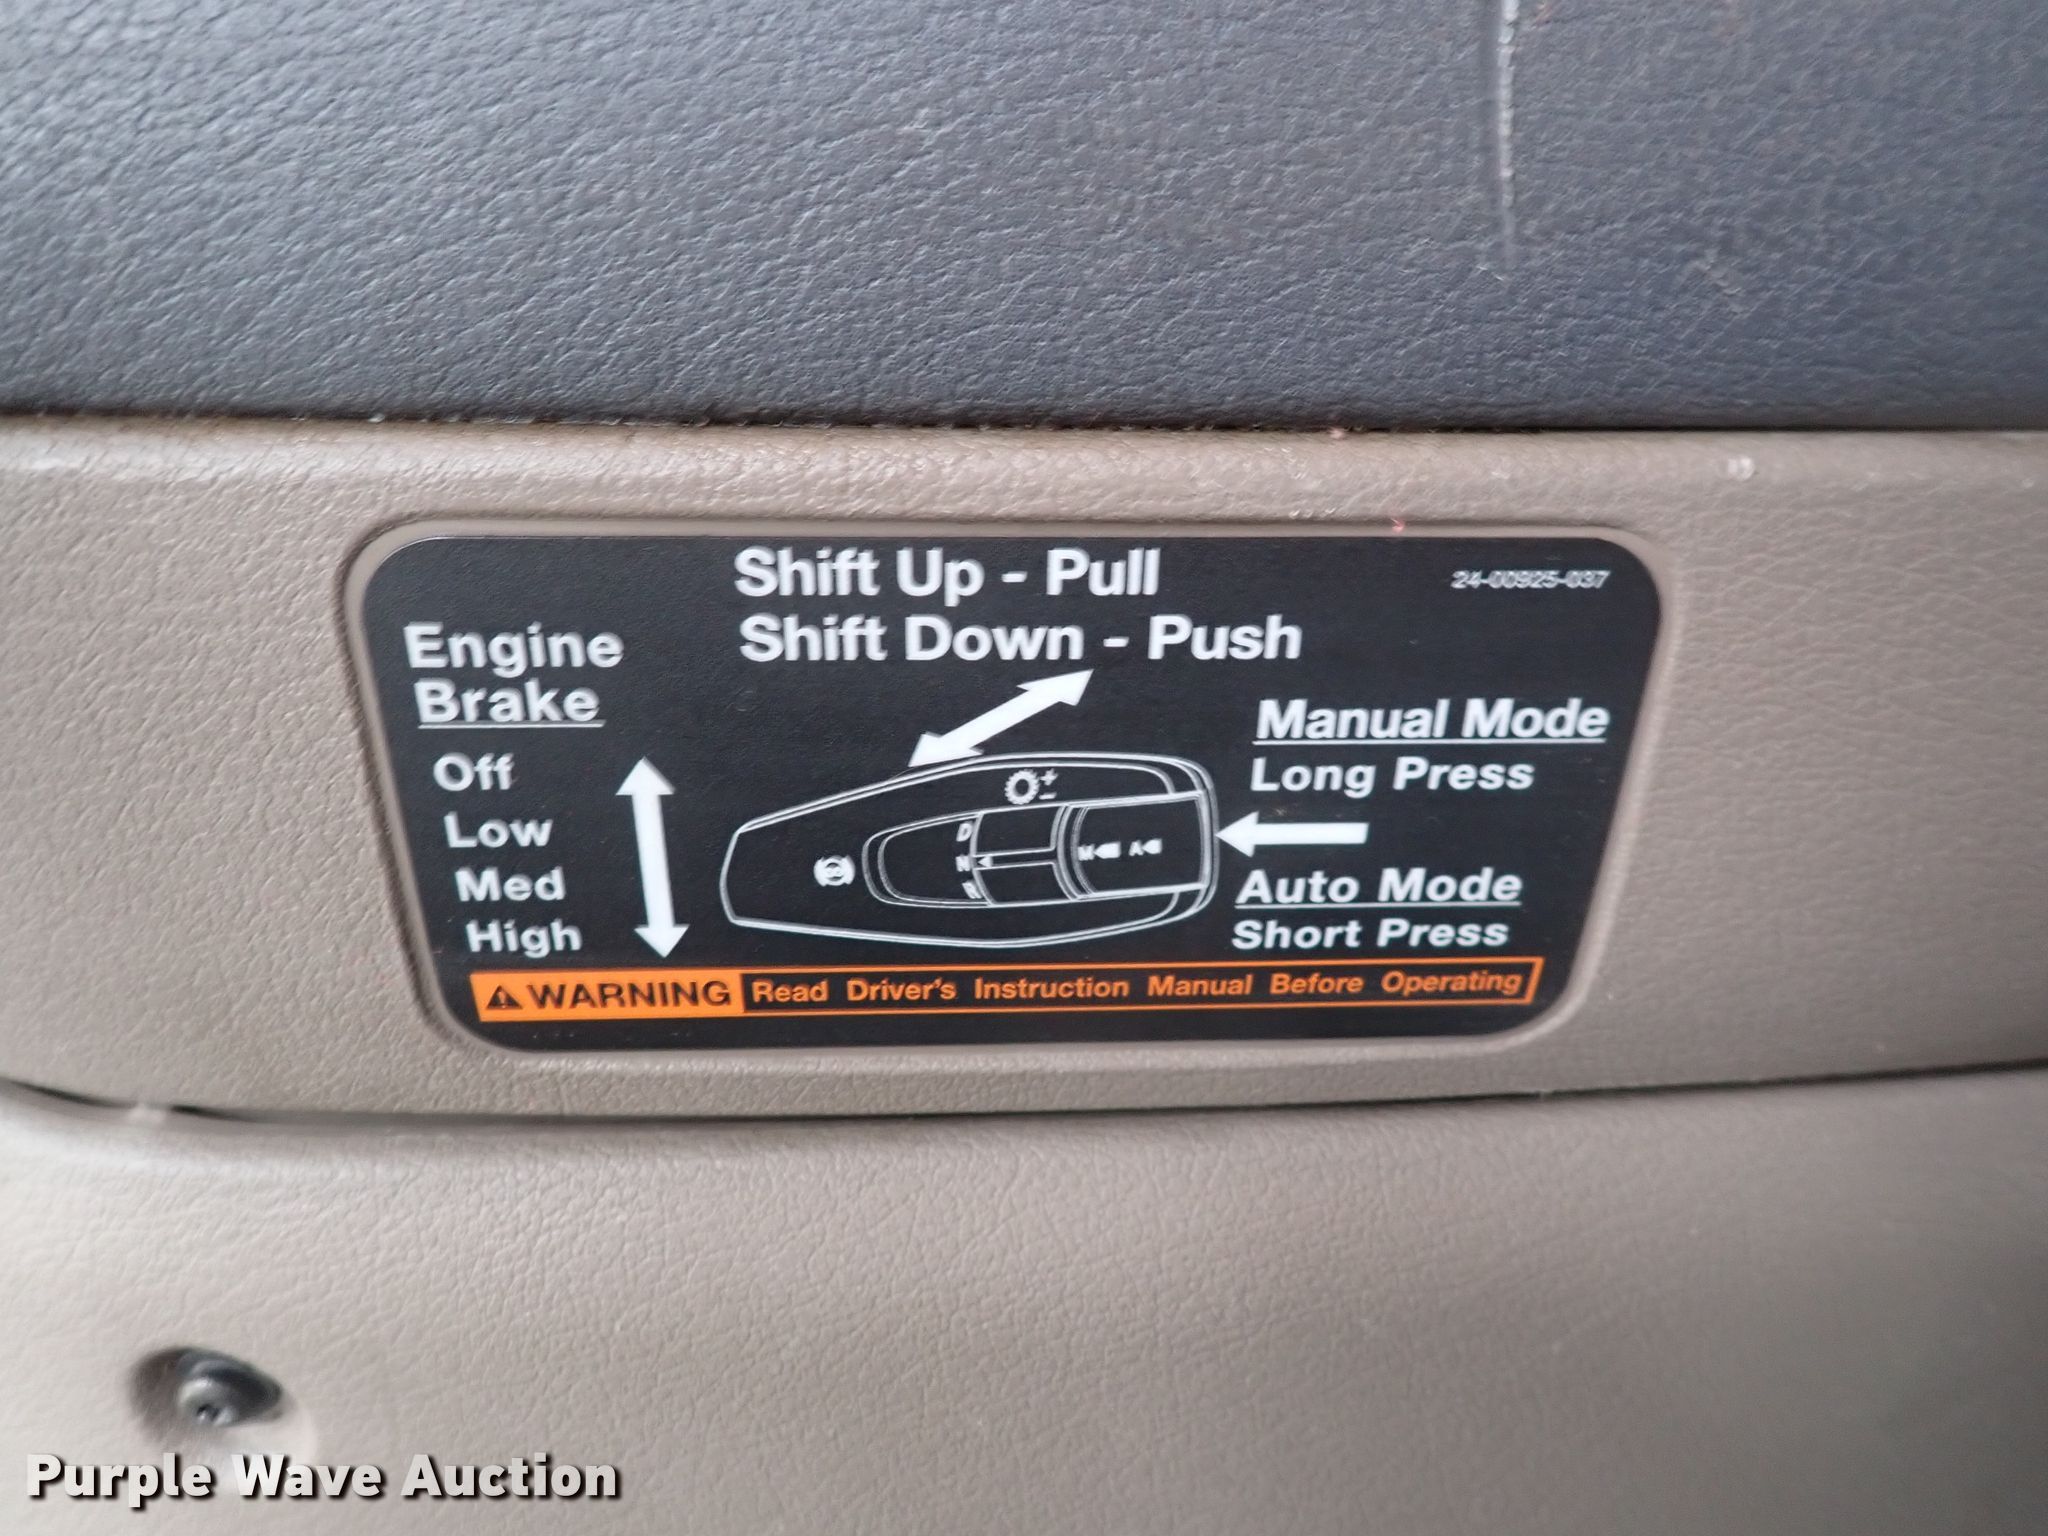 Shift Up - Pull
Shift Down - Push
24-00925-037
Engine
Brake
Off
Low
Med
High
Manual Mode
Long Press
Auto Mode
Short Press
+
-
D
N
R
M A
WARNING Read Driver's Instruction Manual Before Operating
Purple Wave Auction